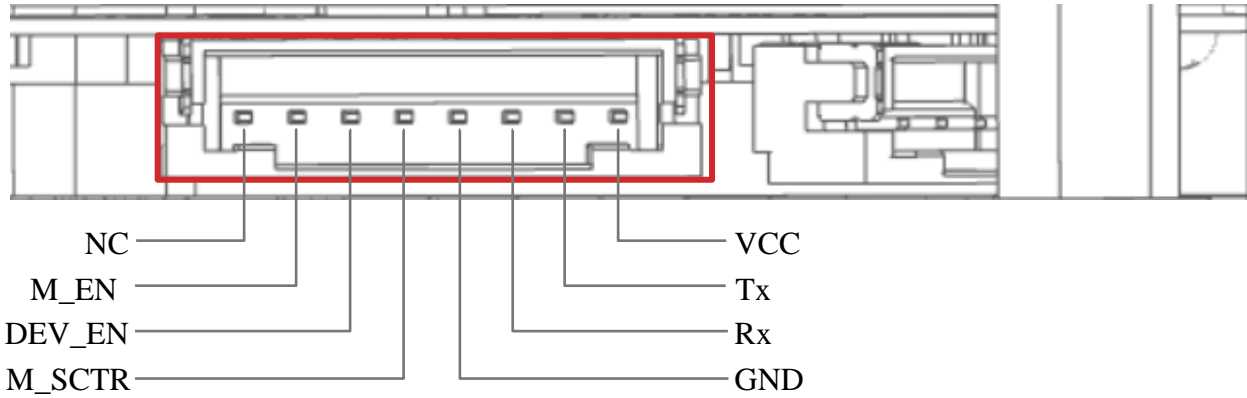 NC
M_EN
DEV_EN
M_SCTR
VCC
Tx
Rx
GND